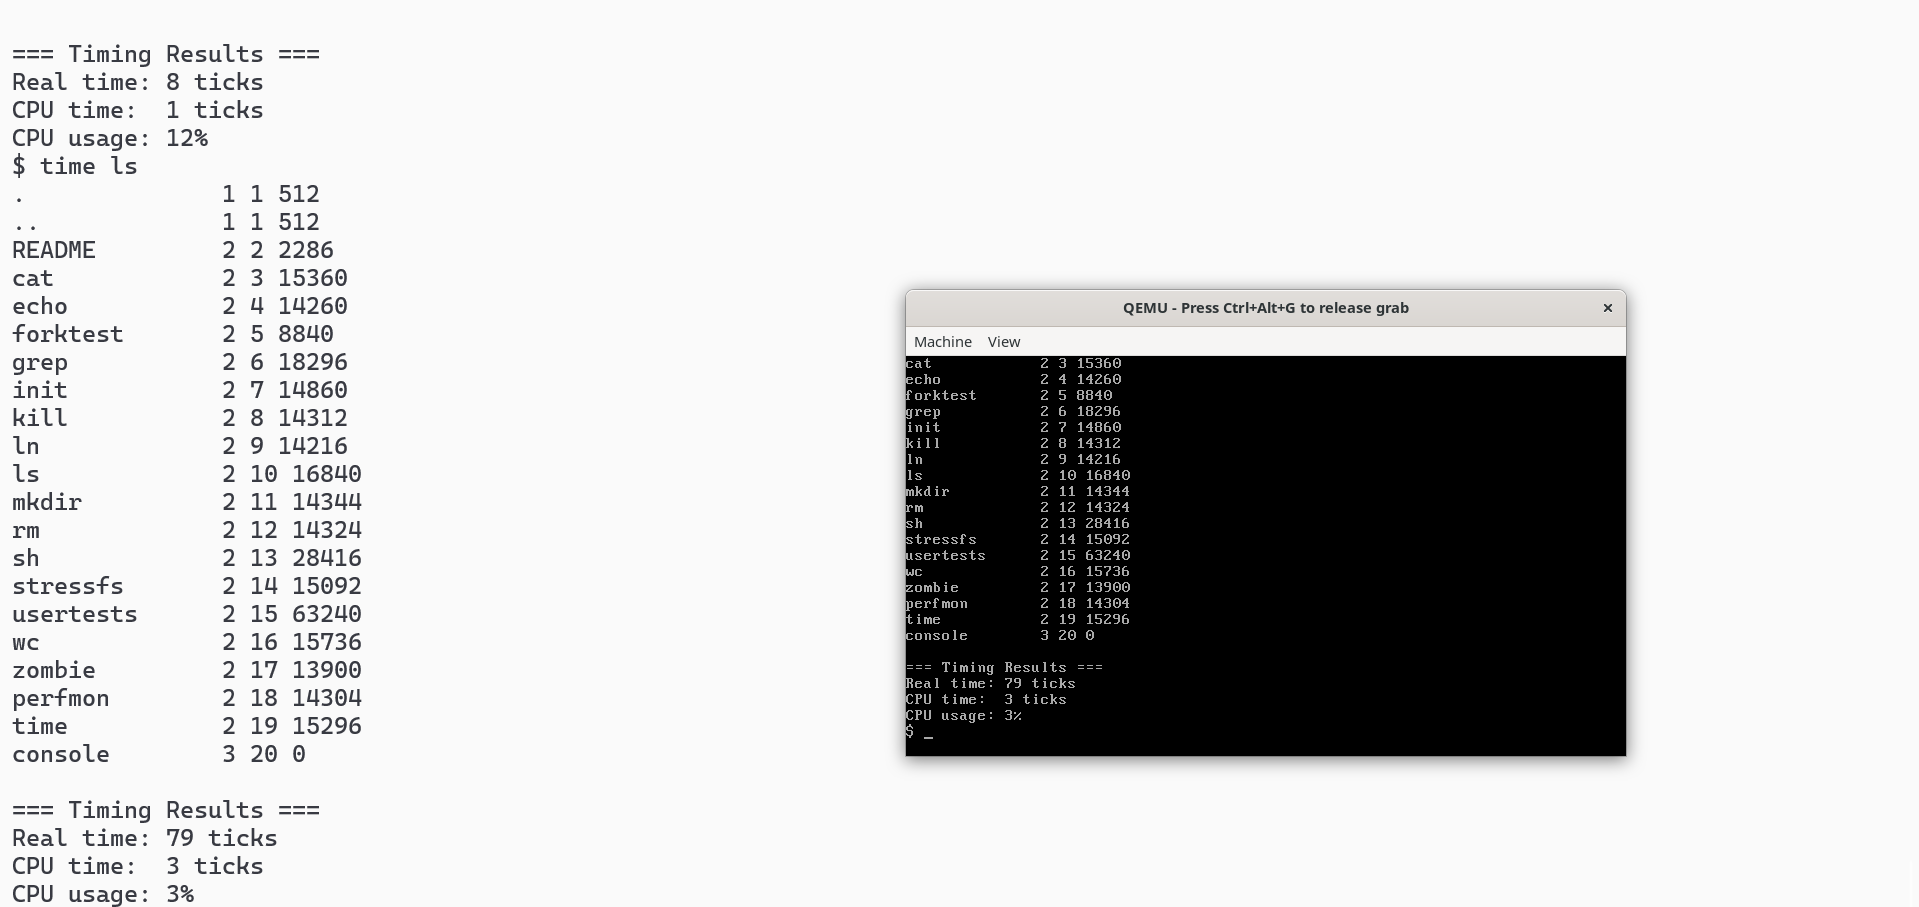 === Timing Results ===
Real time: 8 ticks
CPU time:  1 ticks
CPU usage: 12%
$ time ls
.              1 1 512
..             1 1 512
README         2 2 2286
cat            2 3 15360
echo           2 4 14260
forktest       2 5 8840
grep           2 6 18296
init           2 7 14860
kill           2 8 14312
ln             2 9 14216
ls             2 10 16840
mkdir          2 11 14344
rm             2 12 14324
sh             2 13 28416
stressfs       2 14 15092
usertests      2 15 63240
wc             2 16 15736
zombie         2 17 13900
perfmon        2 18 14304
time           2 19 15296
console        3 20 0
=== Timing Results ===
Real time: 79 ticks
CPU time:  3 ticks
CPU usage: 3%
QEMU - Press Ctrl+Alt+G to release grab ×
Machine View
cat            2 3 15360
echo           2 4 14260
forktest       2 5 8840
grep           2 6 18296
init           2 7 14860
kill           2 8 14312
ln             2 9 14216
ls             2 10 16840
mkdir          2 11 14344
rm             2 12 14324
sh             2 13 28416
stressfs       2 14 15092
usertests      2 15 63240
wc             2 16 15736
zombie         2 17 13900
perfmon        2 18 14304
time           2 19 15296
console        3 20 0
=== Timing Results ===
Real time: 79 ticks
CPU time:  3 ticks
CPU usage: 3%
$ _